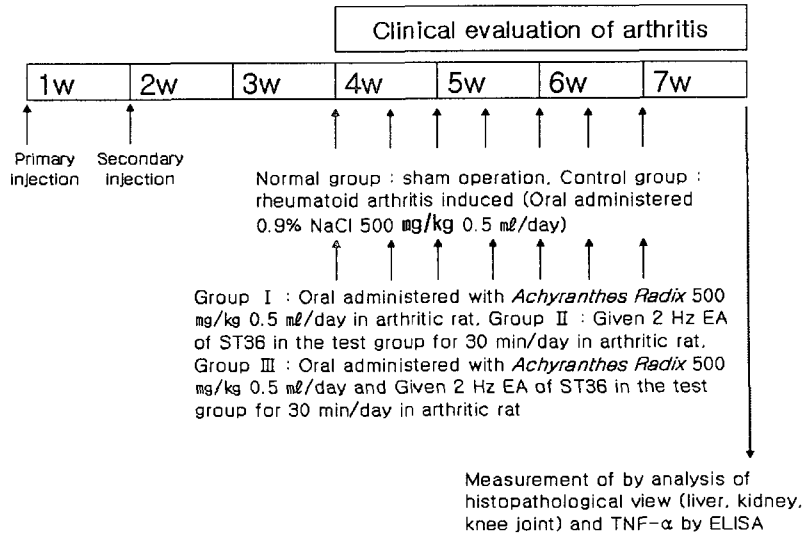 Clinical evaluation of arthritis
1w 2w 3w 4w 5w 6w 7w
Primary injection
Secondary injection
Normal group : sham operation, Control group :
rheumatoid arthritis induced (Oral administered
0.9% NaCl 500 mg/kg 0.5 ㎖/day)
Group Ⅰ : Oral administered with Achyranthes Radix 500
㎎/kg 0.5 ㎖/day in arthritic rat, Group Ⅱ : Given 2 Hz EA
of ST36 in the test group for 30 min/day in arthritic rat,
Group Ⅲ : Oral administered with Achyranthes Radix 500
㎎/kg 0.5 ㎖/day and Given 2 Hz EA of ST36 in the test
group for 30 min/day in arthritic rat
Measurement of by analysis of
histopathological view (liver, kidney,
knee joint) and TNF-α by ELISA